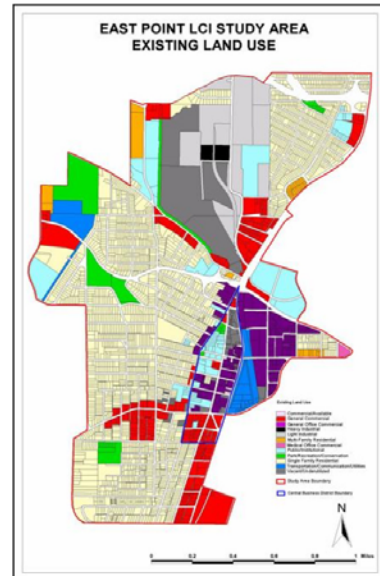 EAST POINT LCI STUDY AREA
EXISTING LAND USE
Existing Land Use
Commercial/Available
General Commercial
General Office Commercial
Heavy Industrial
Light Industrial
Multi-Family Residential
Medical Office Commercial
Public/Institutional
Park/Recreation/Conservation
Single Family Residential
Transportation/Communication/Utilities
Vacant/Undeveloped
Study Area Boundary
Central Business District Boundary
N
0 0.2 0.4 0.6 0.8 1 Miles